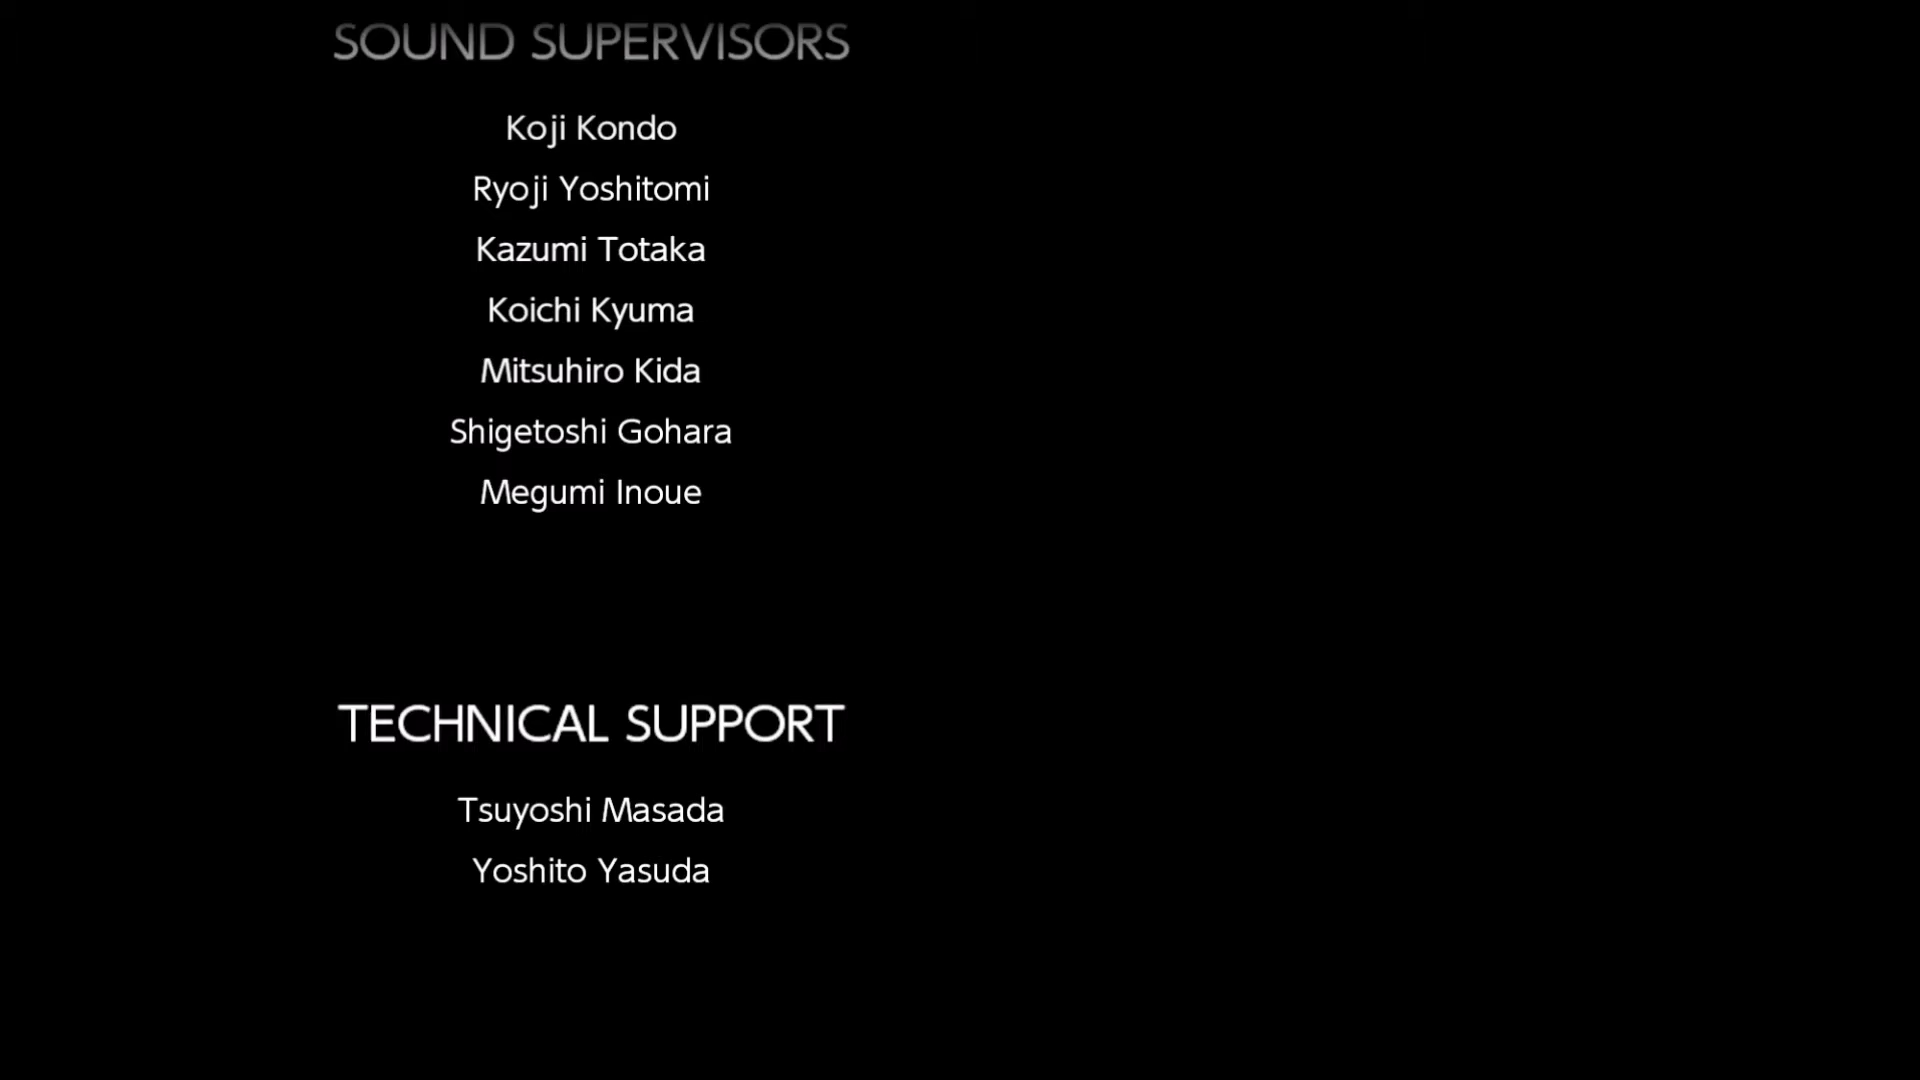 SOUND SUPERVISORS
Koji Kondo
Ryoji Yoshitomi
Kazumi Totaka
Koichi Kyuma
Mitsuhiro Kida
Shigetoshi Gohara
Megumi Inoue
TECHNICAL SUPPORT
Tsuyoshi Masada
Yoshito Yasuda